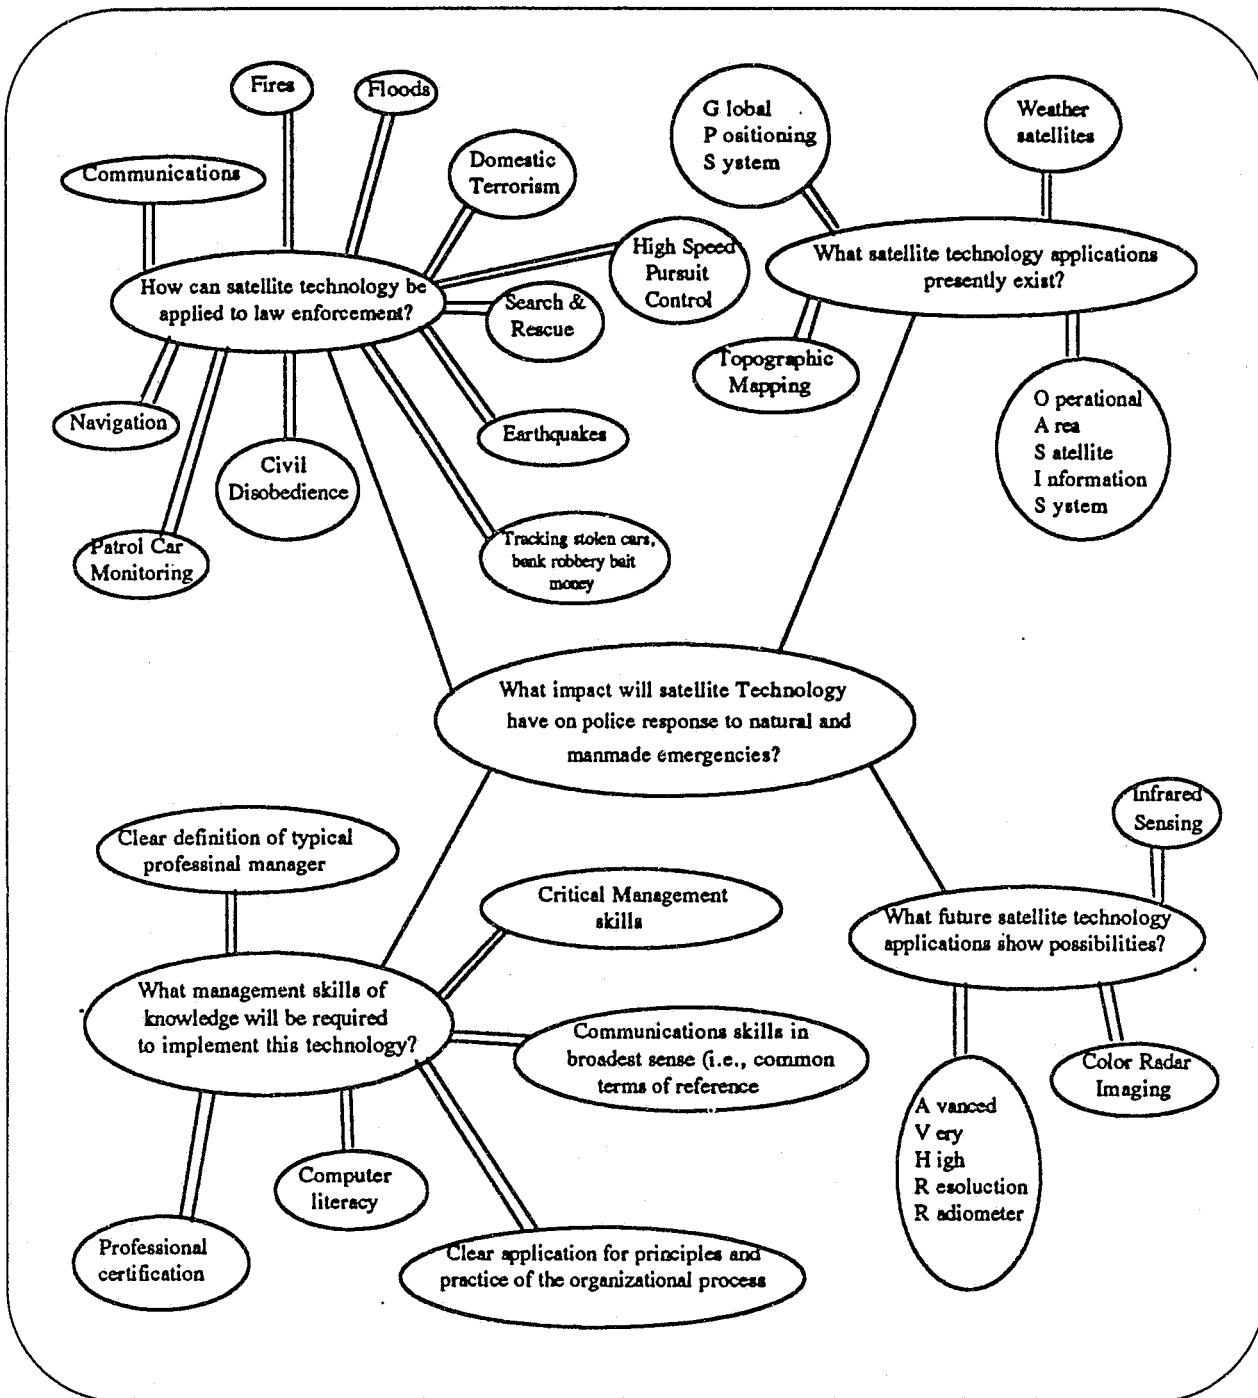 Fires
Floods
Communications
Domestic
Terrorism
High Speed
Pursuit
Control
Search &
Rescue
How can satellite technology be
applied to law enforcement?
Navigation
Civil
Disobedience
Earthquakes
Patrol Car
Monitoring
Tracking stolen cars,
bank robbery bait
money
G lobal
P ositioning
S ystem
Weather
satellites
What satellite technology applications
presently exist?
Topographic
Mapping
O perational
A rea
S atellite
I nformation
S ystem
What impact will satellite Technology
have on police response to natural and
manmade emergencies?
Clear definition of typical
professinal manager
Critical Management
skills
What management skills of
knowledge will be required
to implement this technology?
Communications skills in
broadest sense (i.e., common
terms of reference
Computer
literacy
Professional
certification
Clear application for principles and
practice of the organizational process
Infrared
Sensing
What future satellite technology
applications show possibilities?
Color Radar
Imaging
A vanced
V ery
H igh
R esoluction
R adiometer